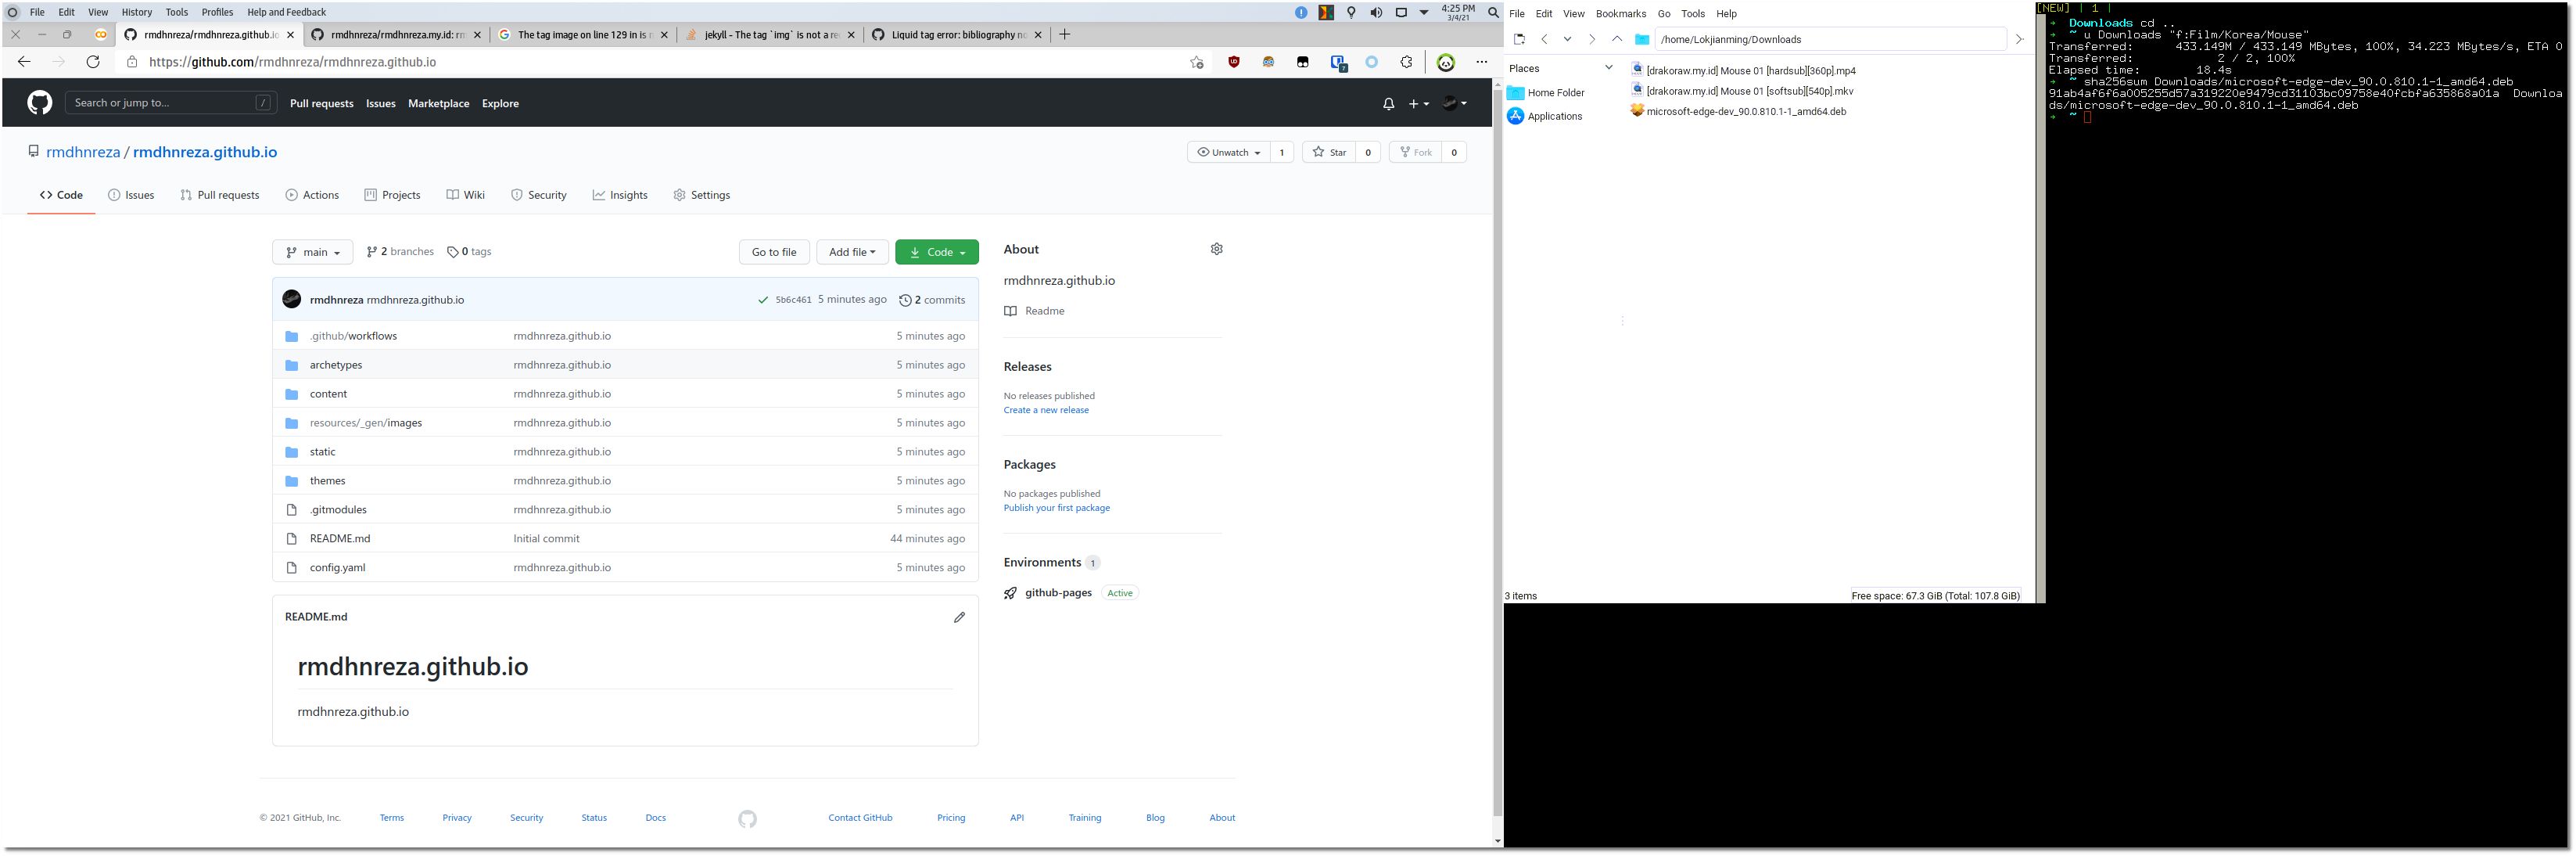 File Edit View History Tools Profiles Help and Feedback
4:25 PM
3/4/21
rmdhnreza/rmdhnreza.github.io
rmdhnreza/rmdhnreza.my.id: rm
The tag image on line 129 in is n
jekyll - The tag `img` is not a re
Liquid tag error: bibliography no
https://github.com/rmdhnreza/rmdhnreza.github.io
Search or jump to... /
Pull requests Issues Marketplace Explore
rmdhnreza / rmdhnreza.github.io
Unwatch 1 Star 0 Fork 0
Code Issues Pull requests Actions Projects Wiki Security Insights Settings
main 2 branches 0 tags Go to file Add file Code
rmdhnreza rmdhnreza.github.io 5b6c461 5 minutes ago 2 commits
.github/workflows rmdhnreza.github.io 5 minutes ago
archetypes rmdhnreza.github.io 5 minutes ago
content rmdhnreza.github.io 5 minutes ago
resources/_gen/images rmdhnreza.github.io 5 minutes ago
static rmdhnreza.github.io 5 minutes ago
themes rmdhnreza.github.io 5 minutes ago
.gitmodules rmdhnreza.github.io 5 minutes ago
README.md Initial commit 44 minutes ago
config.yaml rmdhnreza.github.io 5 minutes ago
README.md
rmdhnreza.github.io
rmdhnreza.github.io
About
rmdhnreza.github.io
Readme
Releases
No releases published
Create a new release
Packages
No packages published
Publish your first package
Environments 1
github-pages Active
© 2021 GitHub, Inc. Terms Privacy Security Status Docs Contact GitHub Pricing API Training Blog About
File Edit View Bookmarks Go Tools Help
/home/Lokjianming/Downloads
Places
Home Folder
Applications
[drakoraw.my.id] Mouse 01 [hardsub][360p].mp4
[drakoraw.my.id] Mouse 01 [softsub][540p].mkv
microsoft-edge-dev_90.0.810.1-1_amd64.deb
3 items
Free space: 67.3 GiB (Total: 107.8 GiB)
[NEW] | 1 |
→ Downloads cd ..
→ ~ u Downloads "f:Film/Korea/Mouse"
Transferred: 433.149M / 433.149 MBytes, 100%, 34.223 MBytes/s, ETA 0
Transferred: 2 / 2, 100%
Elapsed time: 18.4s
→ ~ sha256sum Downloads/microsoft-edge-dev_90.0.810.1-1_amd64.deb
91ab4af6f6a005255d57a319220e9479cd31103bc09758e40fcbfa635868a01a Downloa
ds/microsoft-edge-dev_90.0.810.1-1_amd64.deb
→ ~